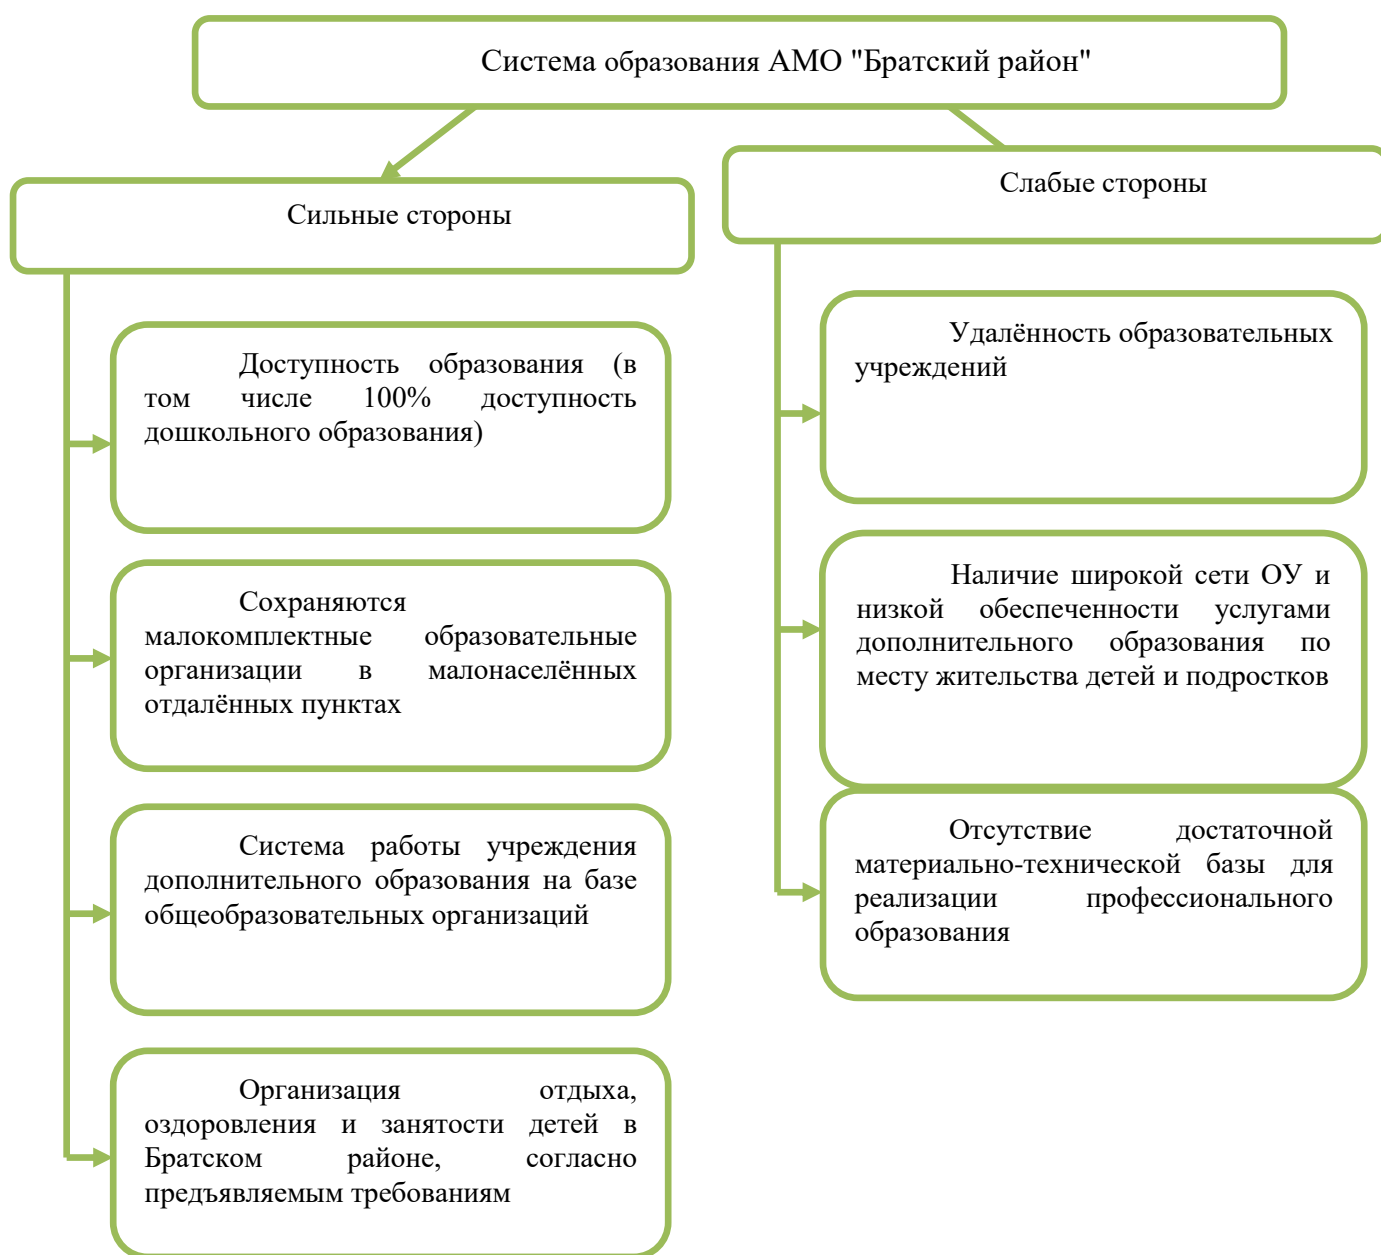 Система образования АМО "Братский район"
Сильные стороны
Доступность образования (в
том числе 100% доступность
дошкольного образования)
Сохраняются
малокомплектные образовательные
организации в малонаселённых
отдалённых пунктах
Система работы учреждения
дополнительного образования на базе
общеобразовательных организаций
Организация отдыха,
оздоровления и занятости детей в
Братском районе, согласно
предъявляемым требованиям
Слабые стороны
Удалённость образовательных
учреждений
Наличие широкой сети ОУ и
низкой обеспеченности услугами
дополнительного образования по
месту жительства детей и подростков
Отсутствие достаточной
материально-технической базы для
реализации профессионального
образования